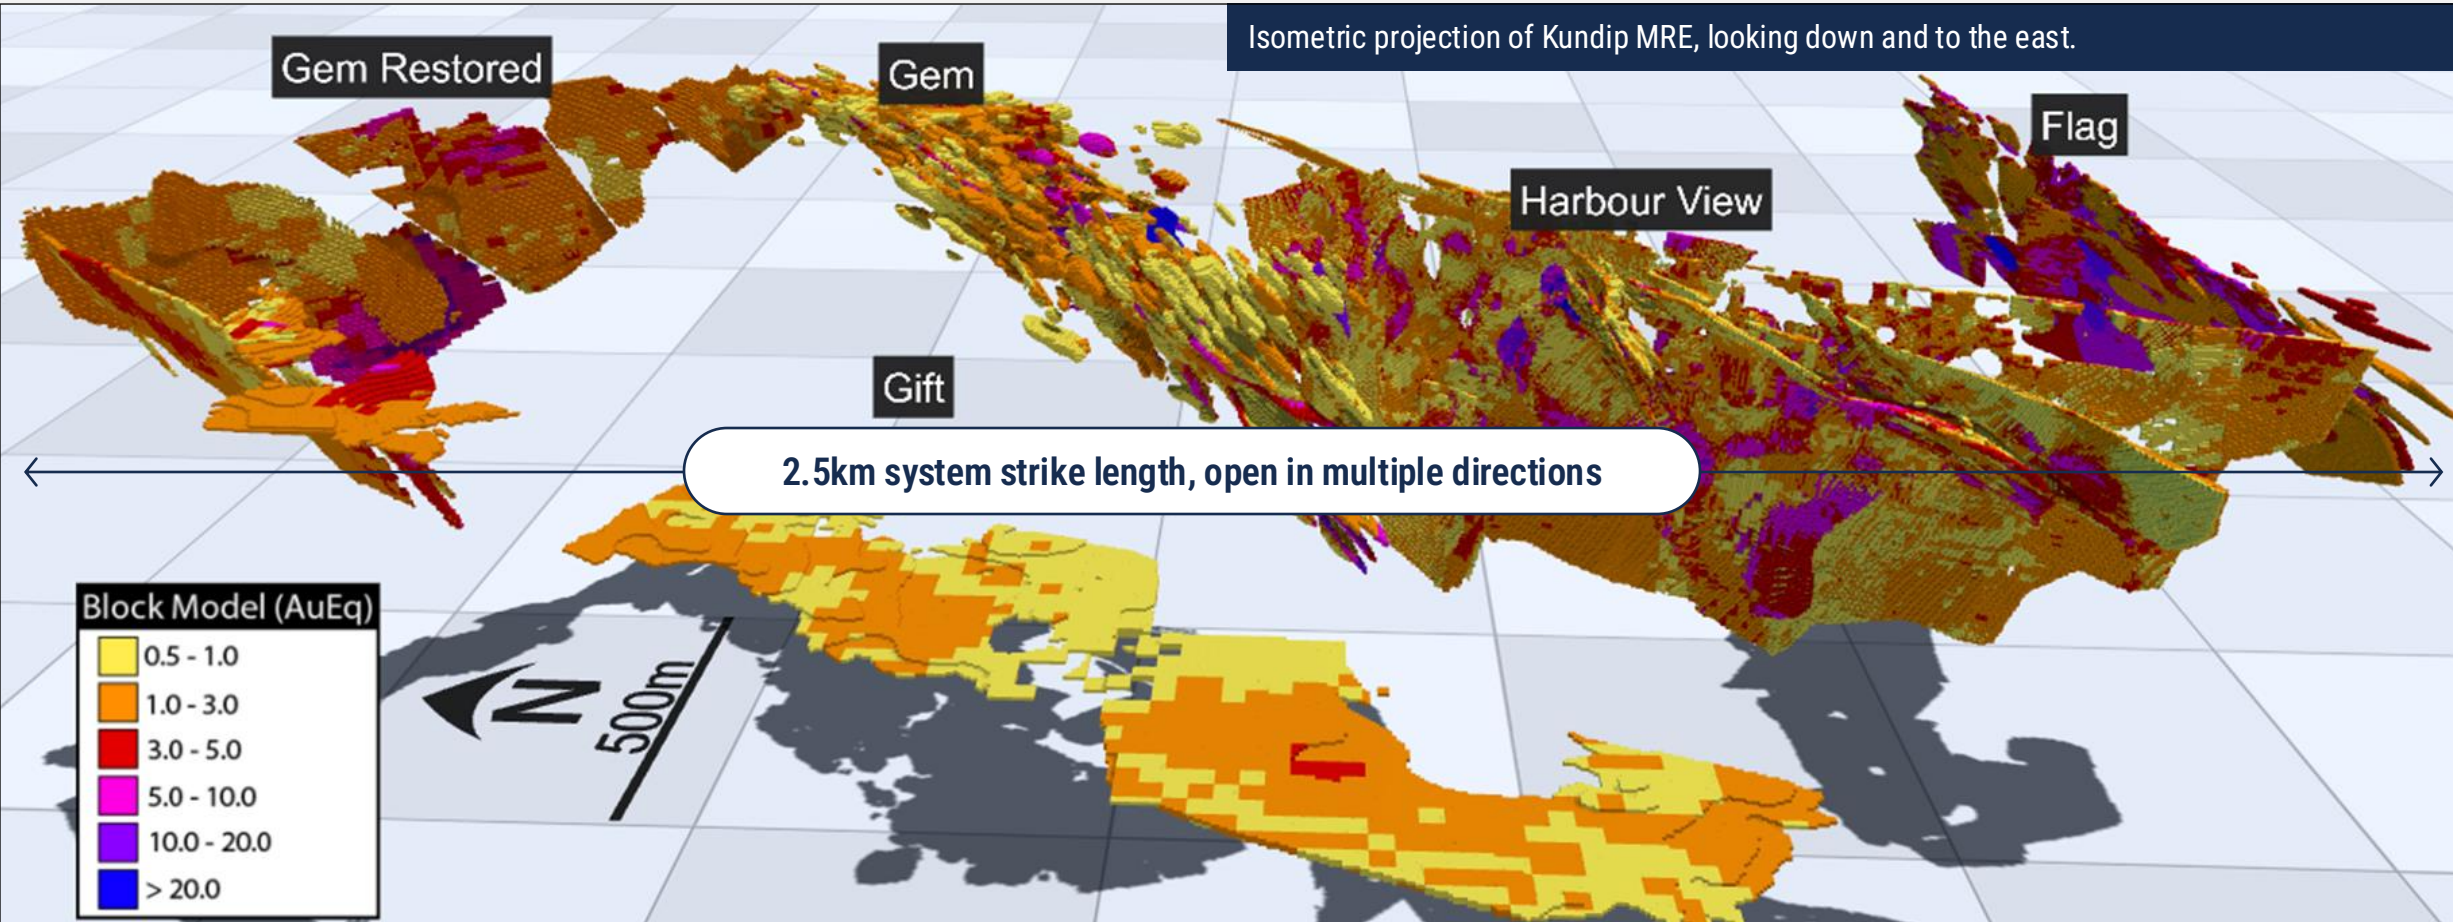 Isometric projection of Kundip MRE, looking down and to the east.
Gem Restored
Gem
Flag
Harbour View
Gift
2.5km system strike length, open in multiple directions
Block Model (AuEq)
0.5 - 1.0
1.0 - 3.0
3.0 - 5.0
5.0 - 10.0
10.0 - 20.0
> 20.0
N
500m